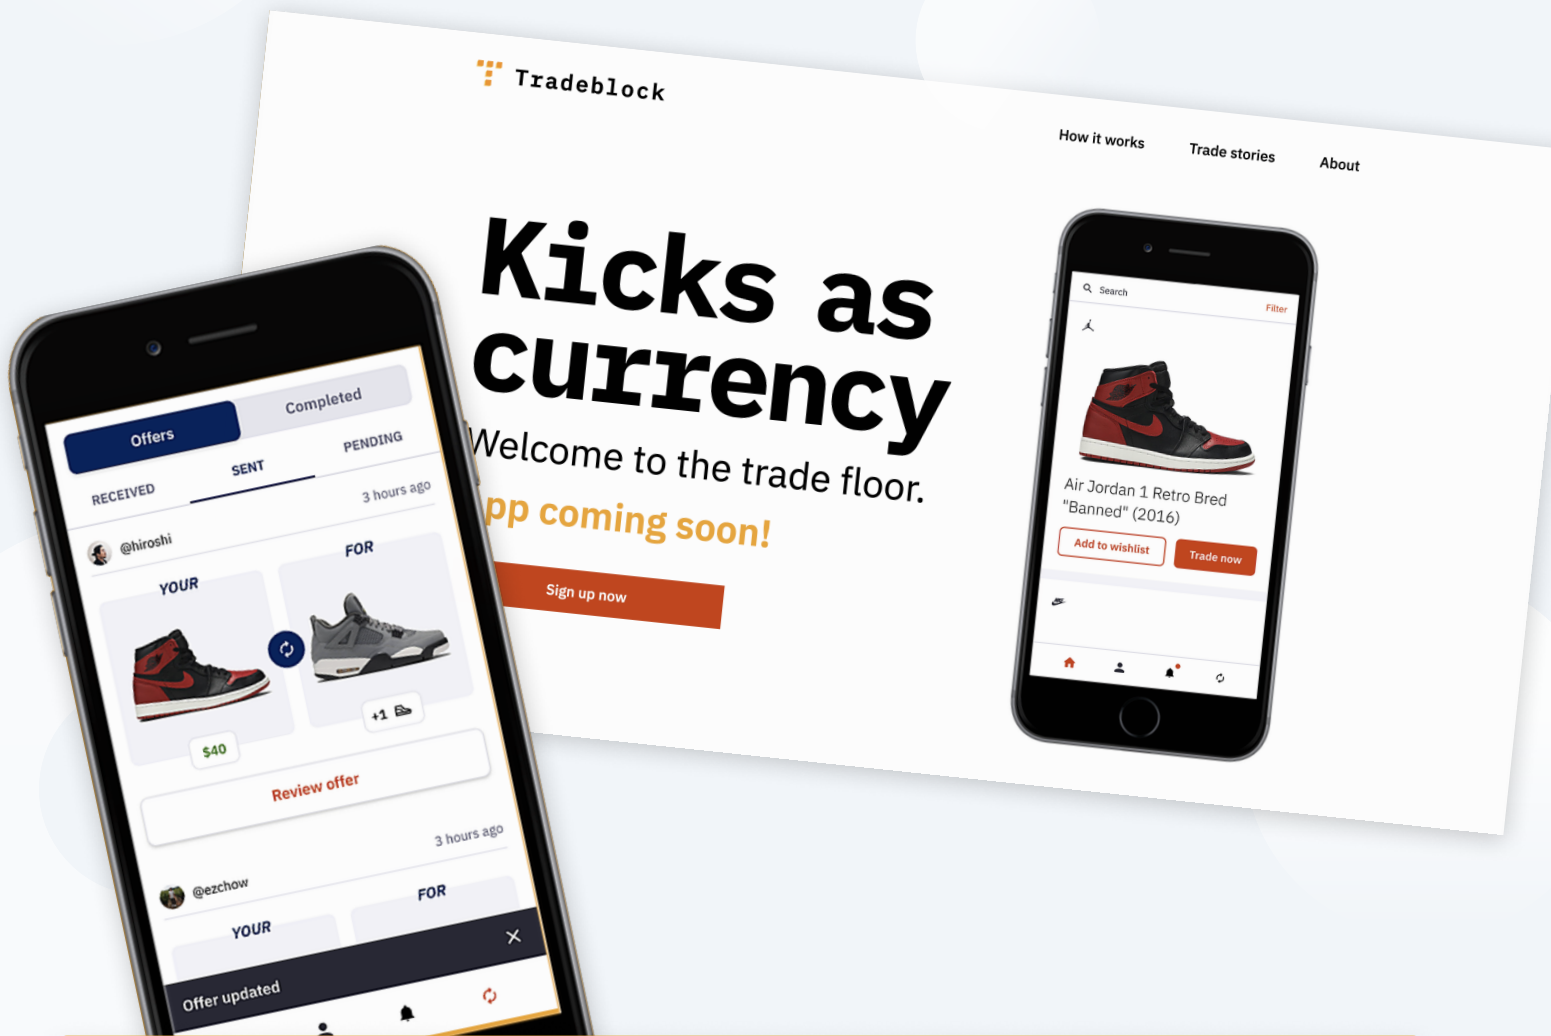 Tradeblock
How it works
Trade stories
About
Kicks as
currency
Welcome to the trade floor.
pp coming soon!
Sign up now
Search
Filter
Air Jordan 1 Retro Bred
"Banned" (2016)
Add to wishlist
Trade now
Offers
Completed
RECEIVED
SENT
PENDING
3 hours ago
@hiroshi
YOUR
FOR
$40
+1
Review offer
3 hours ago
@ezchow
YOUR
FOR
Offer updated